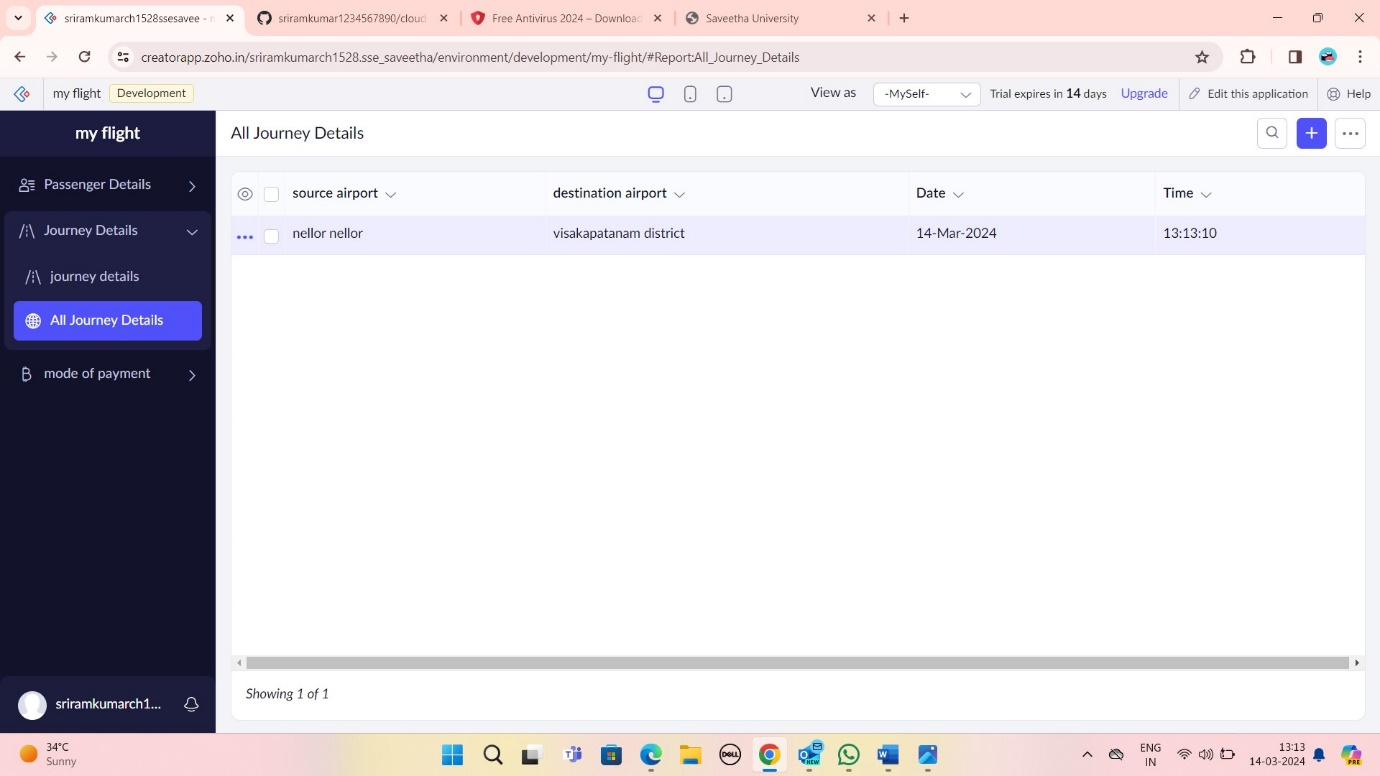 sriramkumarch1528ssesavee - n
sriramkumar1234567890/cloud
Free Antivirus 2024 – Download
Saveetha University
creatorapp.zoho.in/sriramkumarch1528.sse_saveetha/environment/development/my-flight/#Report:All_Journey_Details
my flight
Development
View as
-MySelf-
Trial expires in 14 days
Upgrade
Edit this application
Help
my flight
All Journey Details
Passenger Details
Journey Details
journey details
All Journey Details
mode of payment
source airport destination airport Date Time
nellor nellor visakapatanam district 14-Mar-2024 13:13:10
Showing 1 of 1
sriramkumarch1...
34°C
Sunny
DELL
NEW
ENG
IN
13:13
14-03-2024
PRE